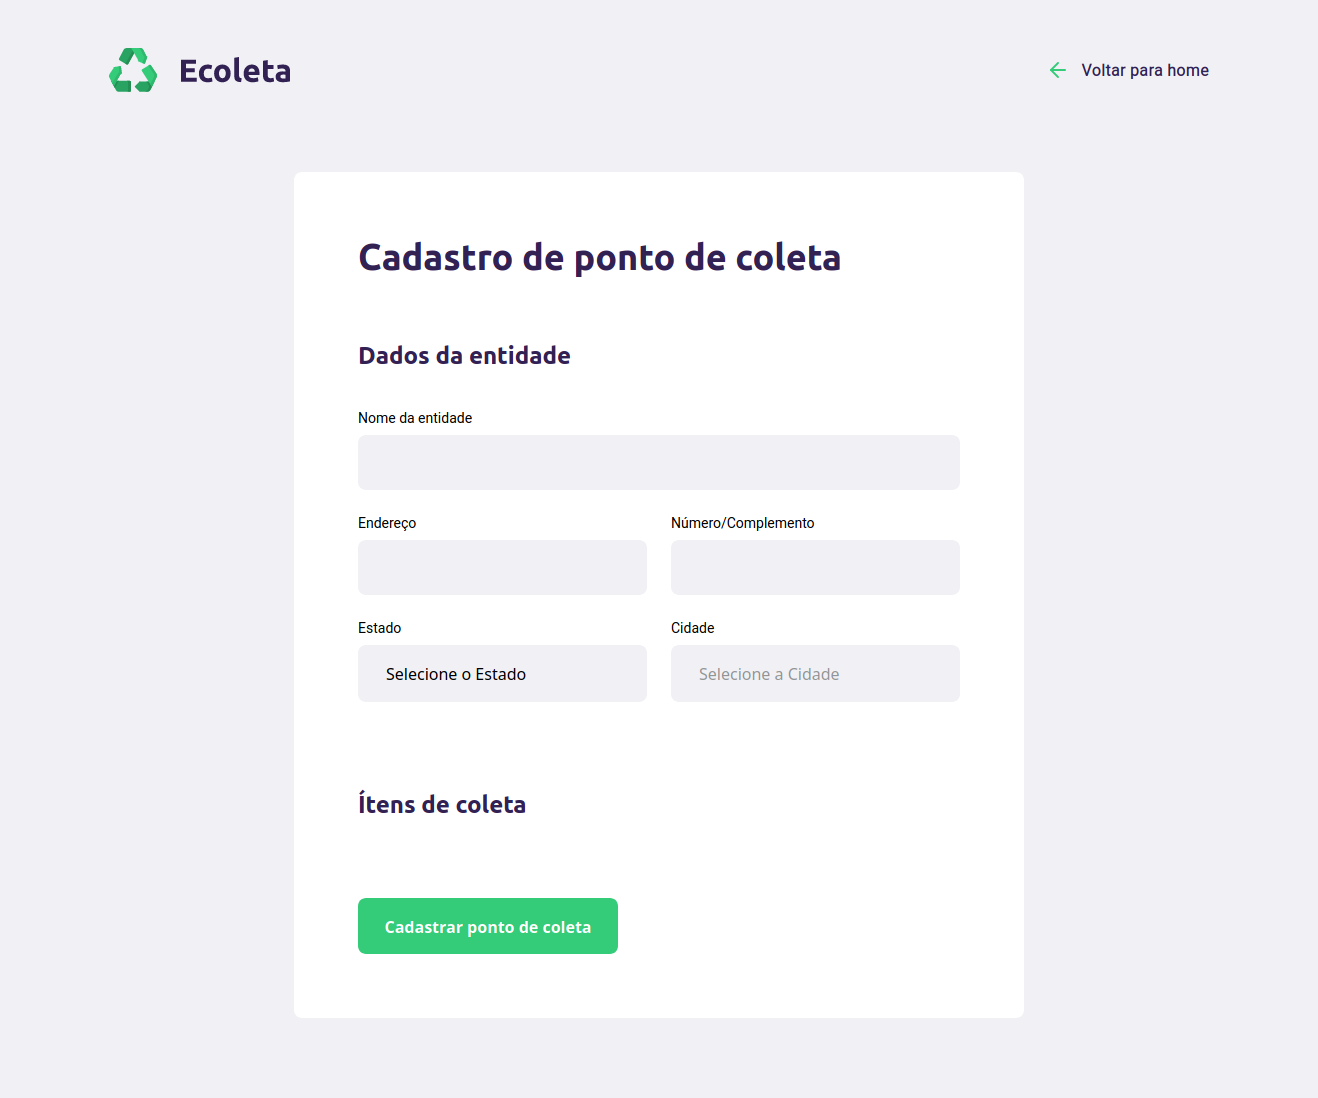 Ecoleta
Voltar para home
Cadastro de ponto de coleta
Dados da entidade
Nome da entidade
Endereço
Número/Complemento
Estado
Cidade
Selecione o Estado
Selecione a Cidade
Ítens de coleta
Cadastrar ponto de coleta